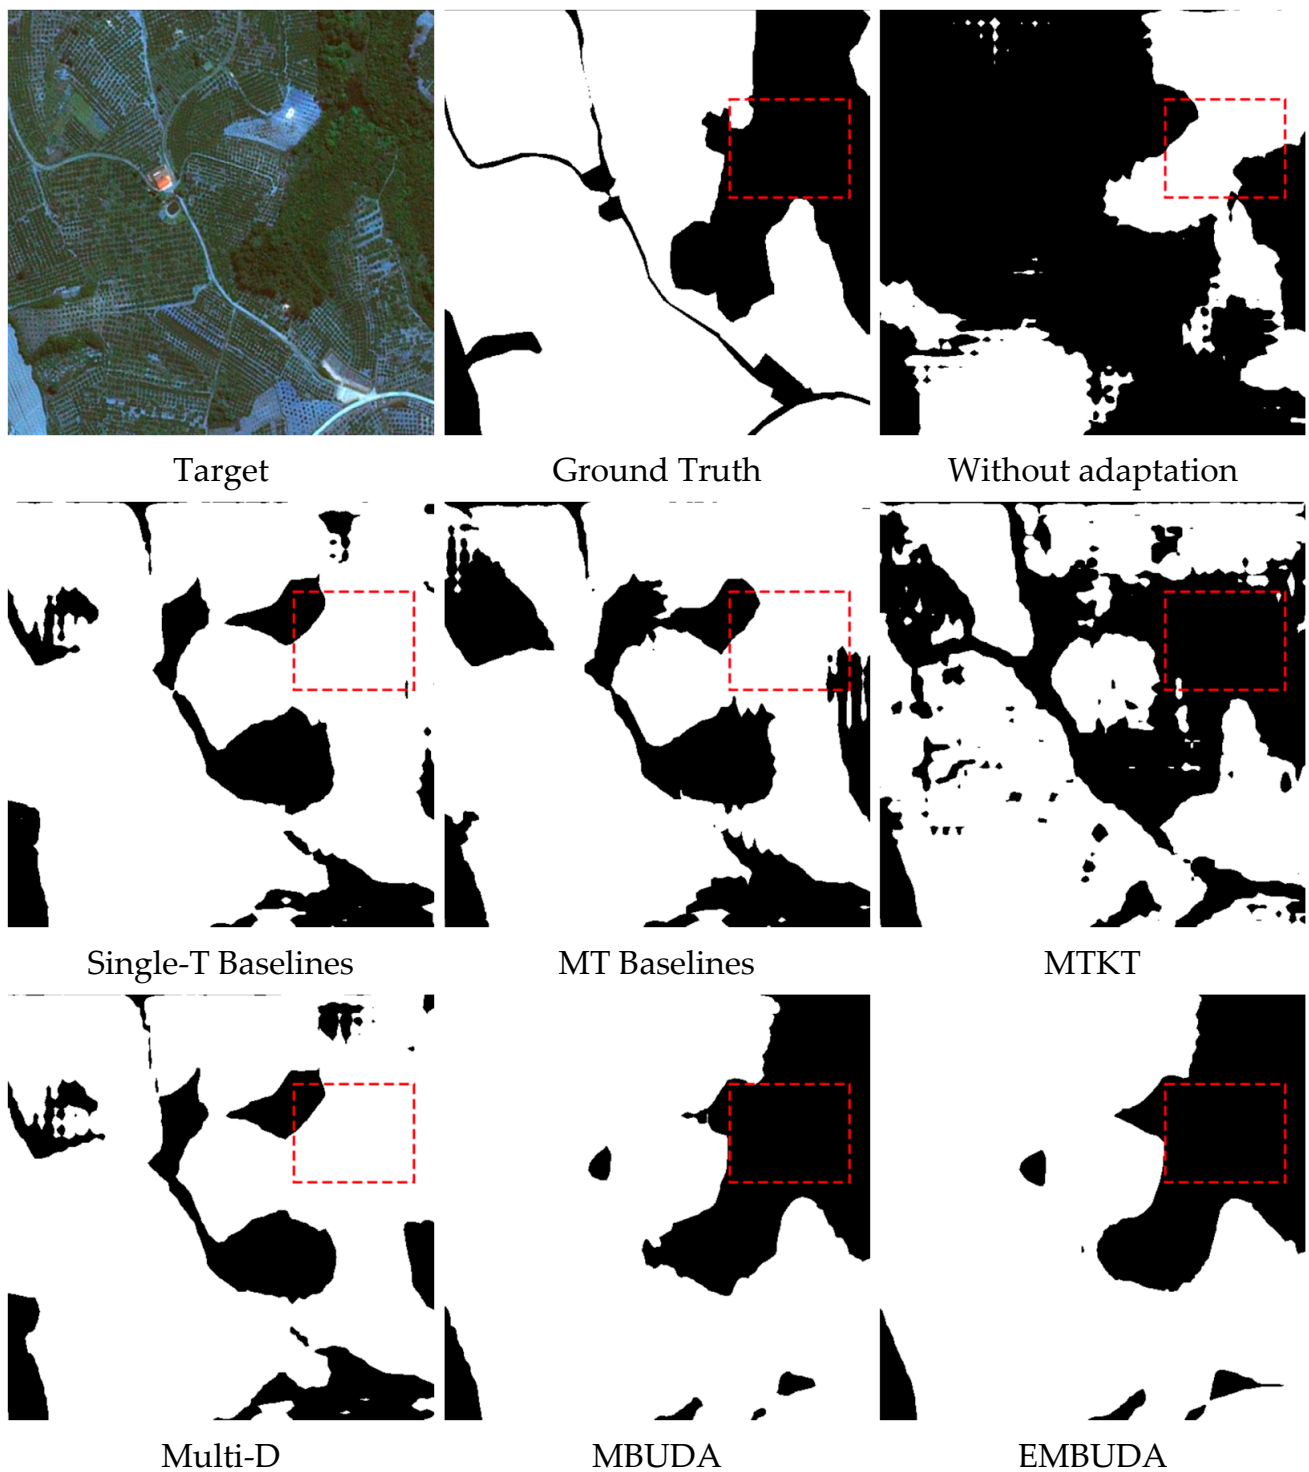 Target
Ground Truth
Without adaptation
Single-T Baselines
MT Baselines
MTKT
Multi-D
MBUDA
EMBUDA